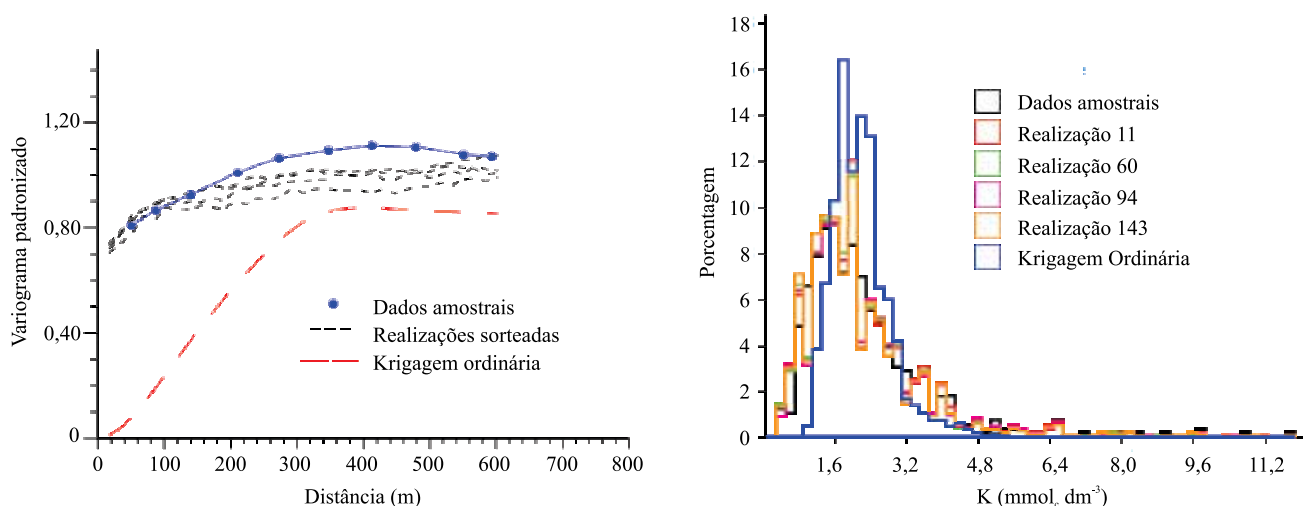 Variograma padronizado
1,20
0,80
0,40
0
0 100 200 300 400 500 600 700 800
Distância (m)
Dados amostrais
Realizações sorteadas
Krigagem ordinária
Porcentagem
18
16
14
12
10
8
6
4
2
0
1,6 3,2 4,8 6,4 8,0 9,6 11,2
K (mmolc dm-3)
Dados amostrais
Realização 11
Realização 60
Realização 94
Realização 143
Krigagem Ordinária